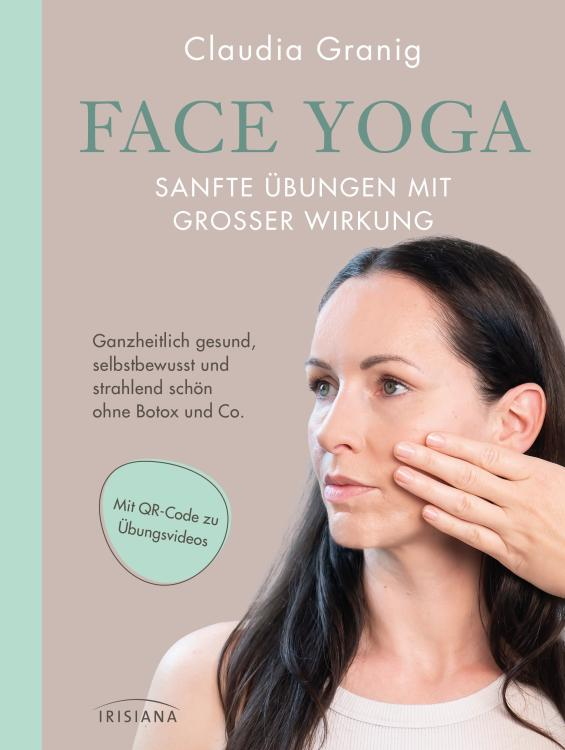 Claudia Granig
FACE YOGA
SANFTE ÜBUNGEN MIT
GROSSER WIRKUNG
Ganzheitlich gesund,
selbstbewusst und
strahlend schön
ohne Botox und Co.
Mit QR-Code zu
Übungsvideos
IRISIANA